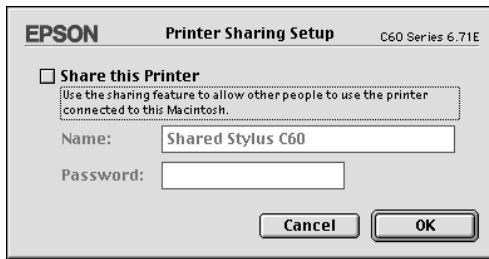 EPSON Printer Sharing Setup C60 Series 6.71E
Share this Printer
Use the sharing feature to allow other people to use the printer
connected to this Macintosh.
Name: Shared Stylus C60
Password:
Cancel OK